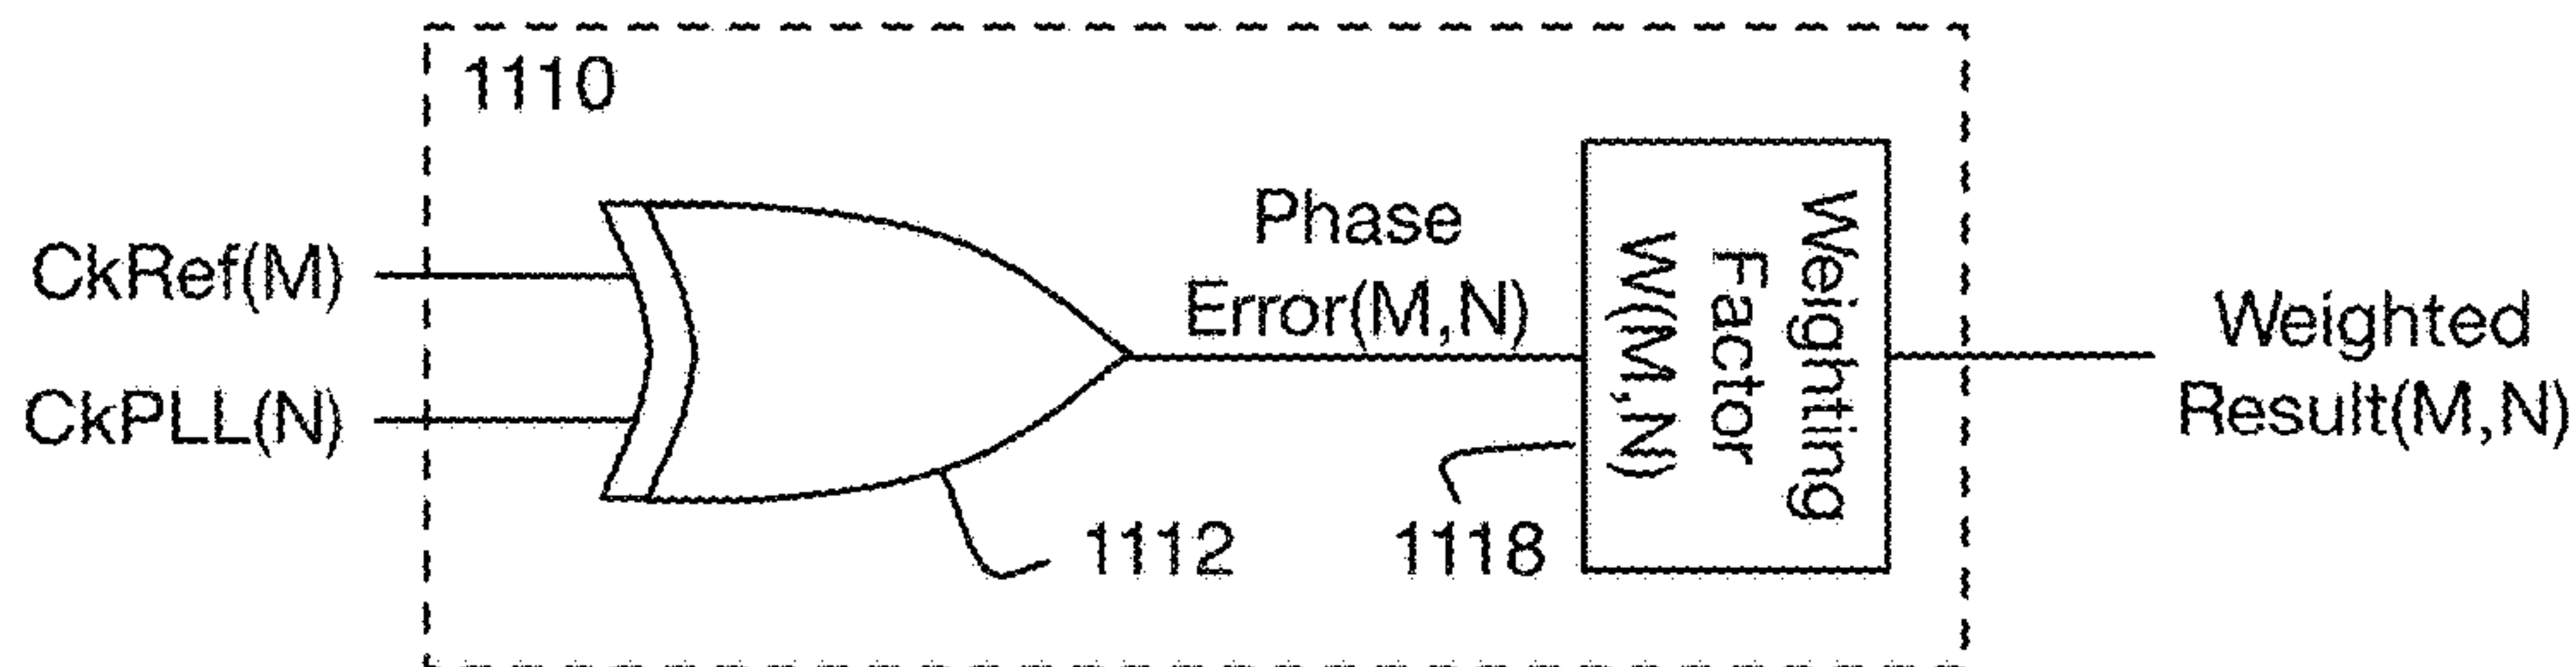 1110
CkRef(M)
CkPLL(N)
Phase
Error(M,N)
1112
1118
Weighting
Factor
W(M,N)
Weighted
Result(M,N)